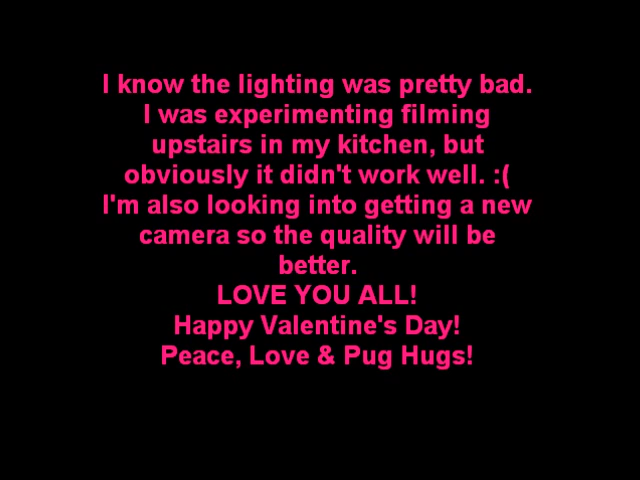 I know the lighting was pretty bad.
I was experimenting filming
upstairs in my kitchen, but
obviously it didn't work well. :(
I'm also looking into getting a new
camera so the quality will be
better.
LOVE YOU ALL!
Happy Valentine's Day!
Peace, Love & Pug Hugs!